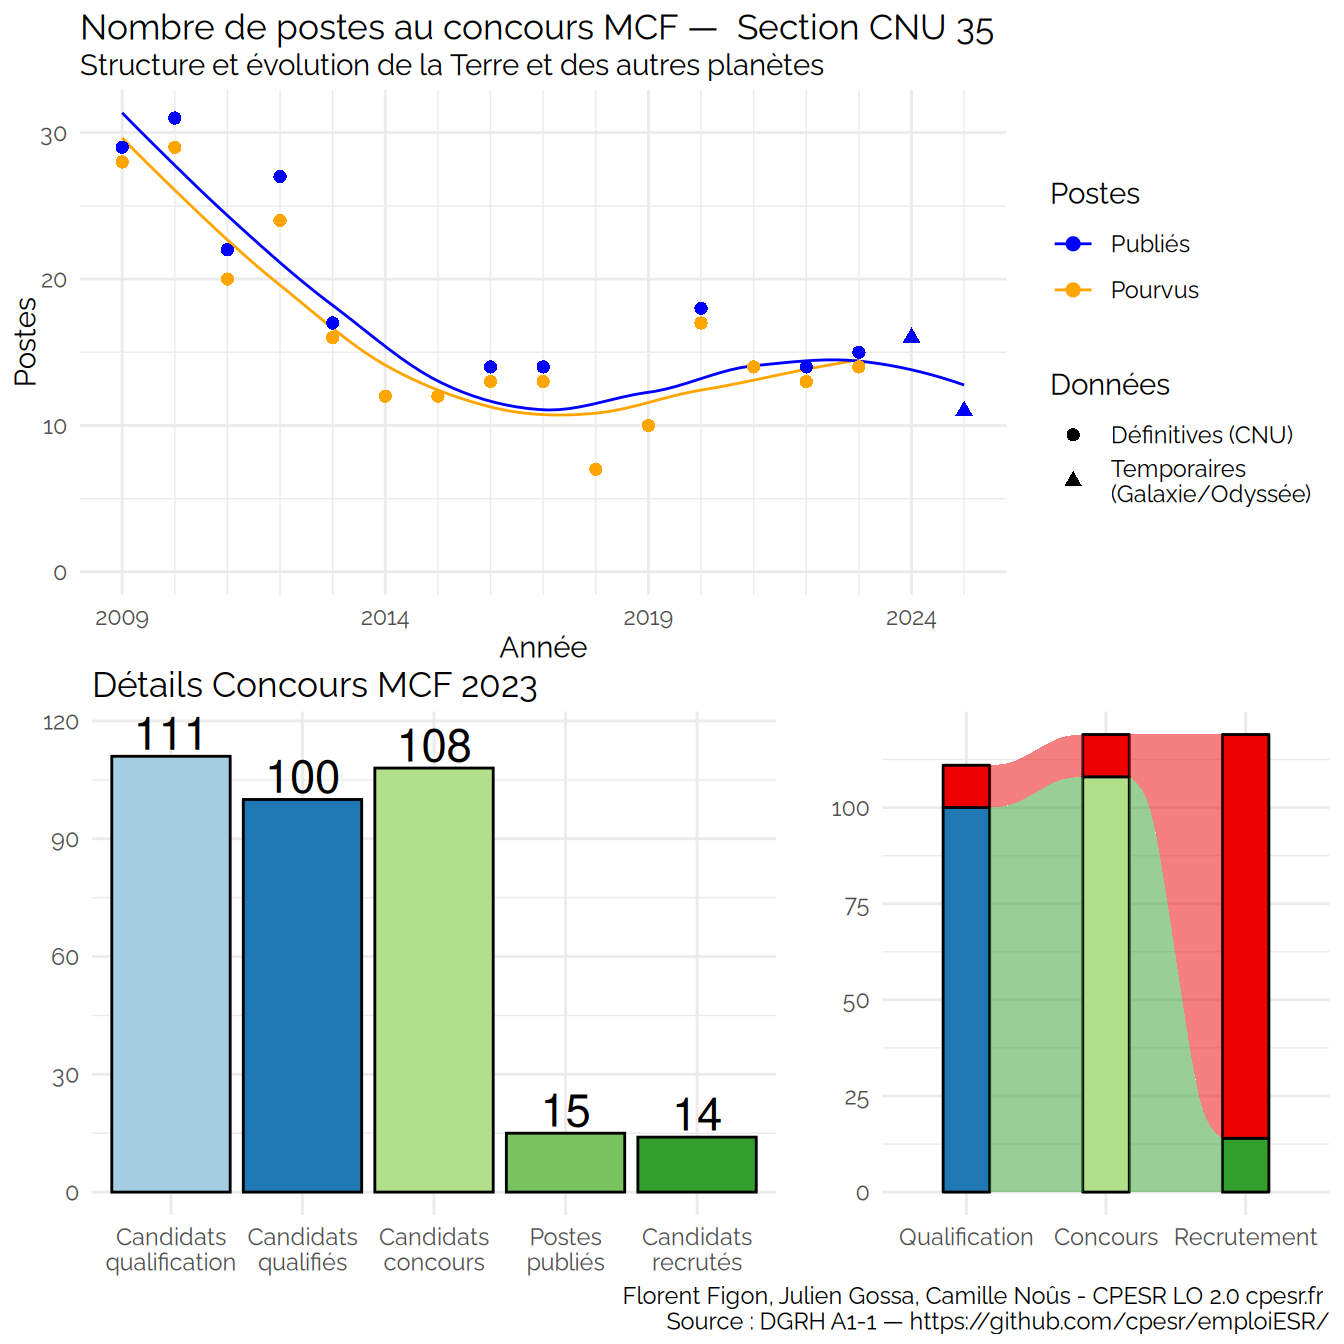 Nombre de postes au concours MCF —  Section CNU 35
Structure et évolution de la Terre et des autres planètes
Postes
30
20
10
0
2009
2014
2019
2024
Année
Postes
Publiés
Pourvus
Données
Définitives (CNU)
Temporaires
(Galaxie/Odyssée)
Détails Concours MCF 2023
120
90
60
30
0
111
100
108
15
14
Candidats
qualification
Candidats
qualifiés
Candidats
concours
Postes
publiés
Candidats
recrutés
100
75
50
25
0
Qualification
Concours
Recrutement
Florent Figon, Julien Gossa, Camille Noûs - CPESR LO 2.0 cpesr.fr
Source : DGRH A1-1 — https://github.com/cpesr/emploiESR/